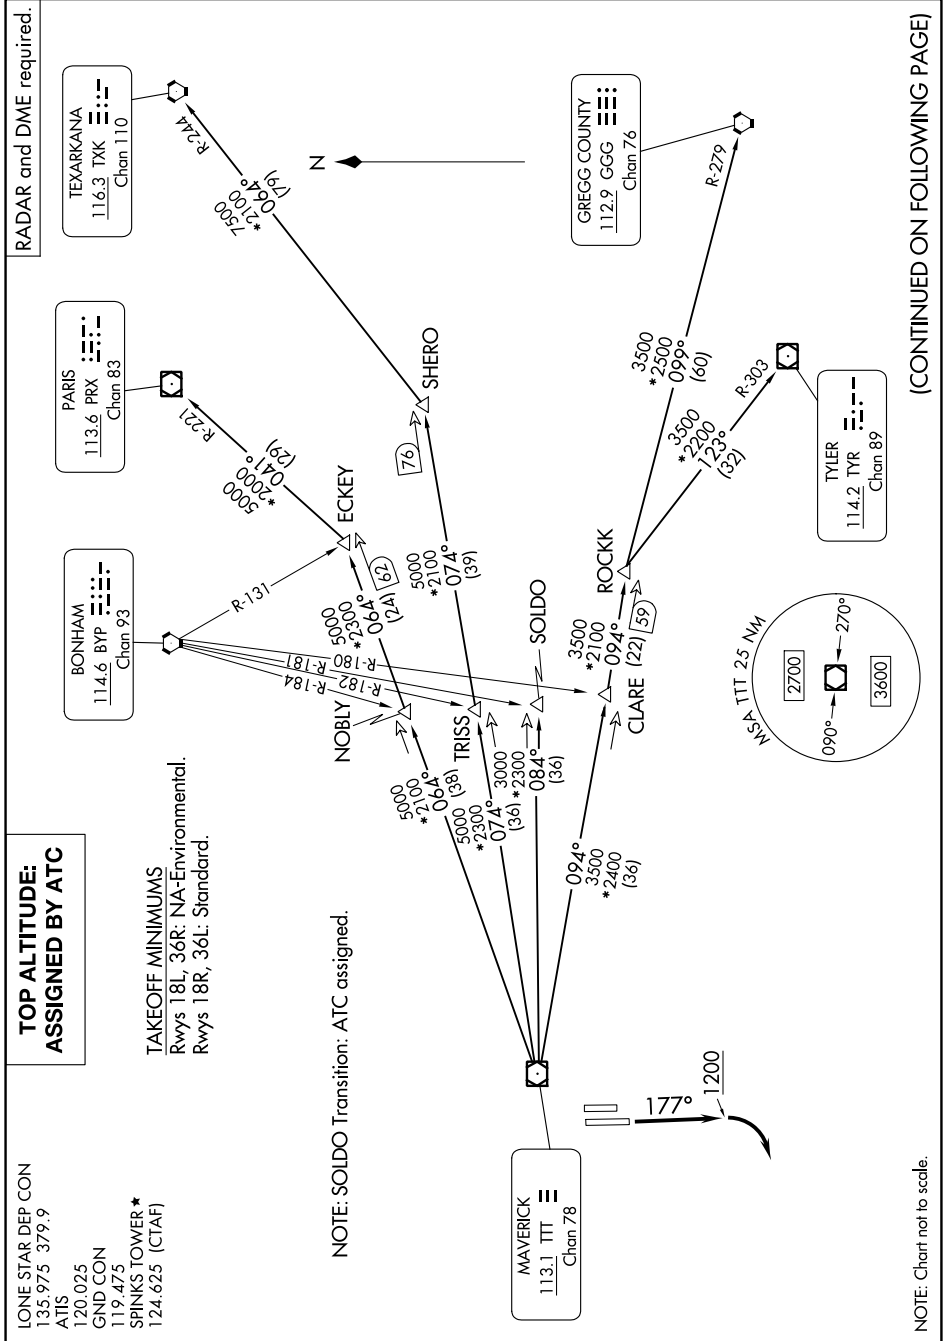 LONE STAR DEP CON
135.975 379.9
ATIS
120.025
GND CON
119.475
SPINKS TOWER ★
124.625 (CTAF)
TOP ALTITUDE:
ASSIGNED BY ATC
RADAR and DME required.
TAKEOFF MINIMUMS
Rwys 18L, 36R: NA-Environmental.
Rwys 18R, 36L: Standard.
BONHAM
114.6 BYP
Chan 93
PARIS
113.6 PRX
Chan 83
TEXARKANA
116.3 TXK
Chan 110
R-131
R-184
R-182
R-181
R-180
R-221
5000
*2000
041°
(29)
R-244
7500
*2100
064°
(79)
N
NOTE: SOLDO Transition: ATC assigned.
NOBLY
ECKEY
5000
*2300
064°
(24)
62
5000
*2100
064°
(38)
TRISS
SHERO
76
5000
*2100
074°
(39)
5000
*2300
074°
(36)
SOLDO
3000
*2300
084°
(36)
CLARE
ROCKK
3500
*2100
094°
(22)
59
094°
3500
*2400
(36)
3500
*2500
099°
(60)
R-279
3500
*2200
123°
(32)
R-303
GREGG COUNTY
112.9 GGG
Chan 76
TYLER
114.2 TYR
Chan 89
MAVERICK
113.1 TTT
Chan 78
177°
1200
MSA TTT 25 NM
2700
090°
270°
3600
NOTE: Chart not to scale.
(CONTINUED ON FOLLOWING PAGE)